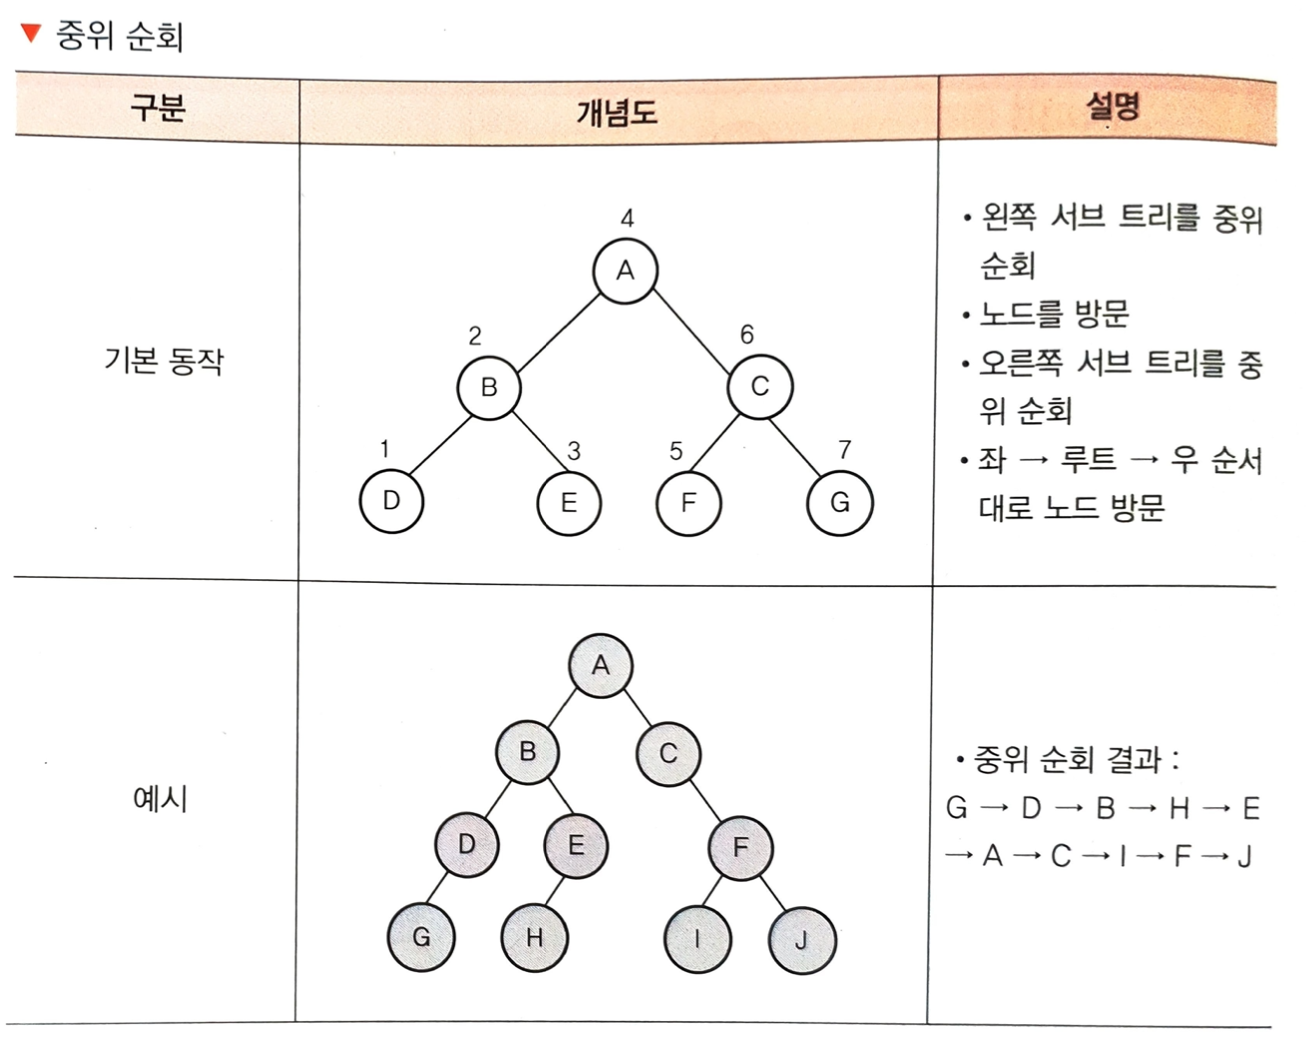 ▼ 중위 순회
구분 개념도 설명
기본 동작
4
A
2 6
B C
1 3 5 7
D E F G
• 왼쪽 서브 트리를 중위
순회
• 노드를 방문
• 오른쪽 서브 트리를 중
위 순회
• 좌 → 루트 → 우 순서
대로 노드 방문
예시
A
B C
D E F
G H I J
• 중위 순회 결과 :
G → D → B → H → E
→ A → C → I → F → J